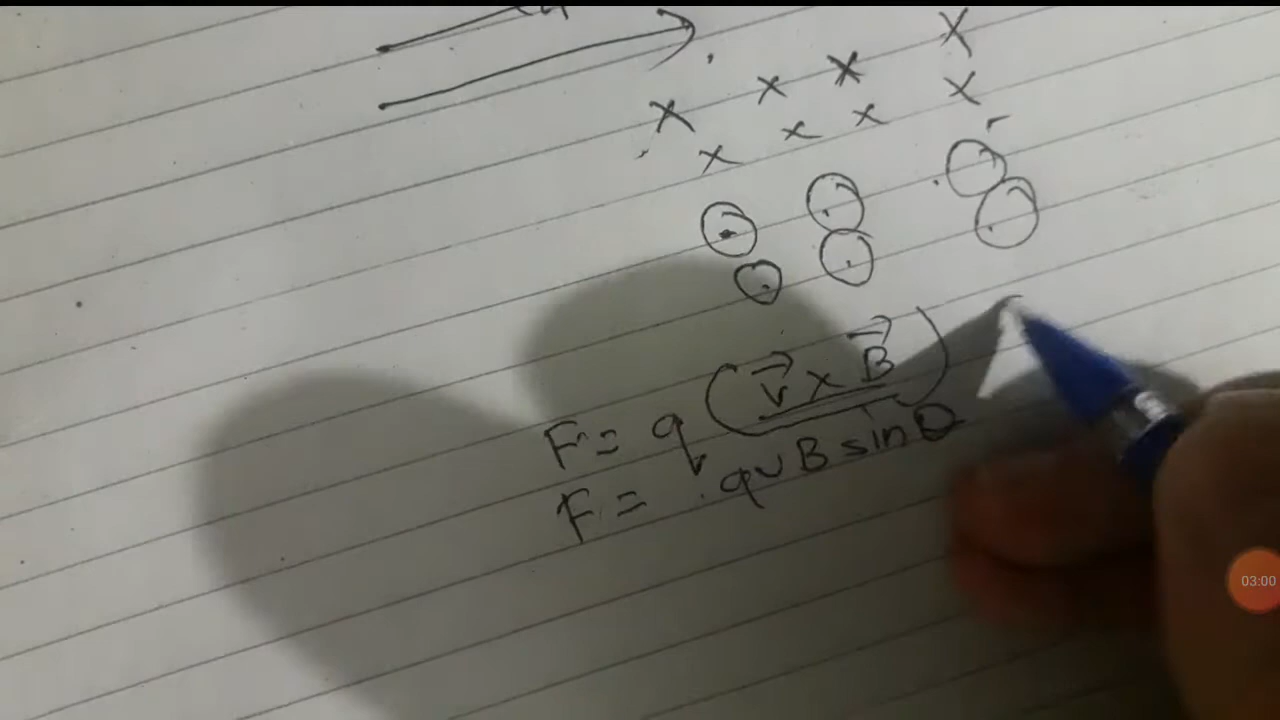 x
x x x
x x x x
F = q (v⃗ x B⃗)
F = qvB sinθ
03:00